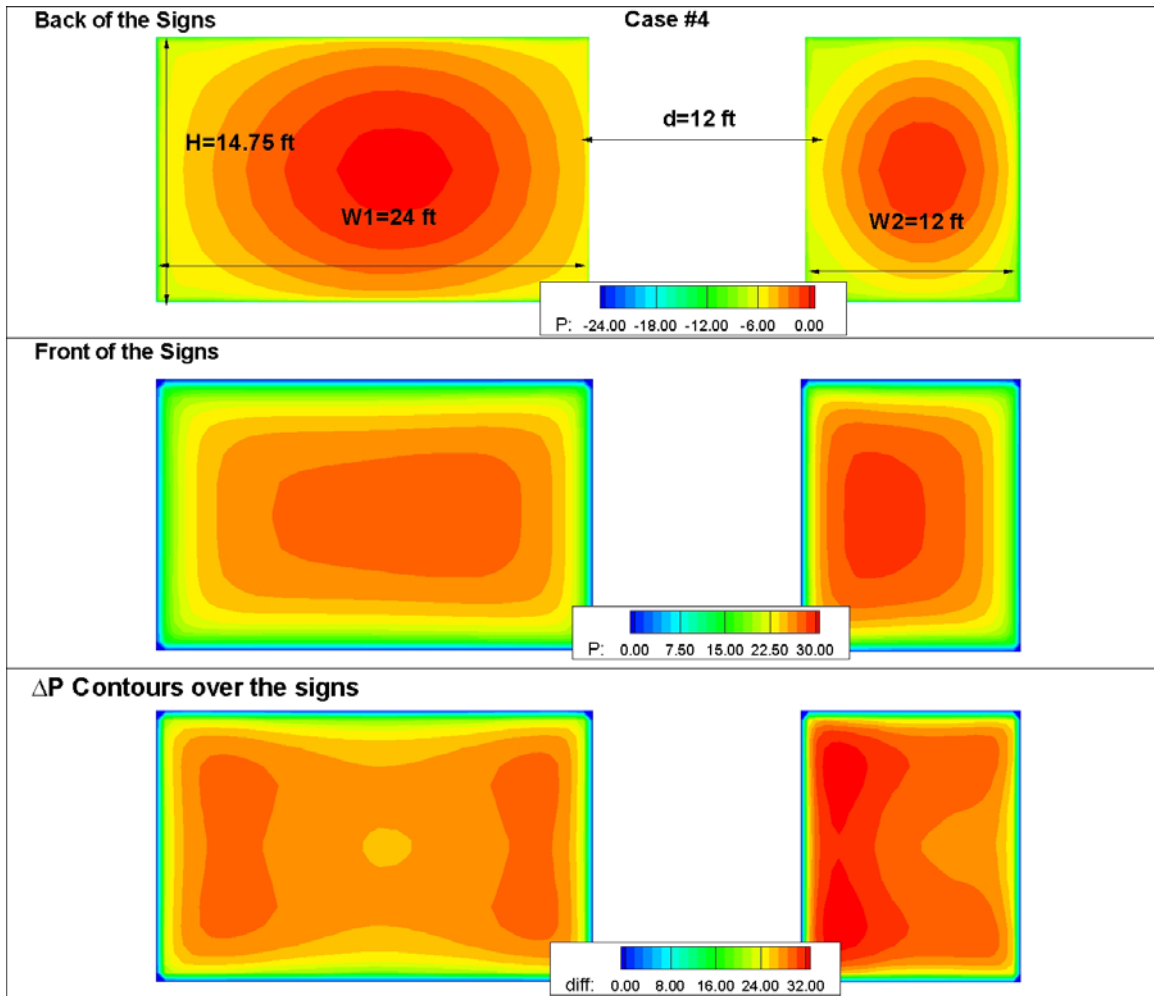 Back of the Signs
Case #4
H=14.75 ft
d=12 ft
W1=24 ft
W2=12 ft
P: -24.00 -18.00 -12.00 -6.00 0.00
Front of the Signs
P: 0.00 7.50 15.00 22.50 30.00
ΔP Contours over the signs
diff: 0.00 8.00 16.00 24.00 32.00